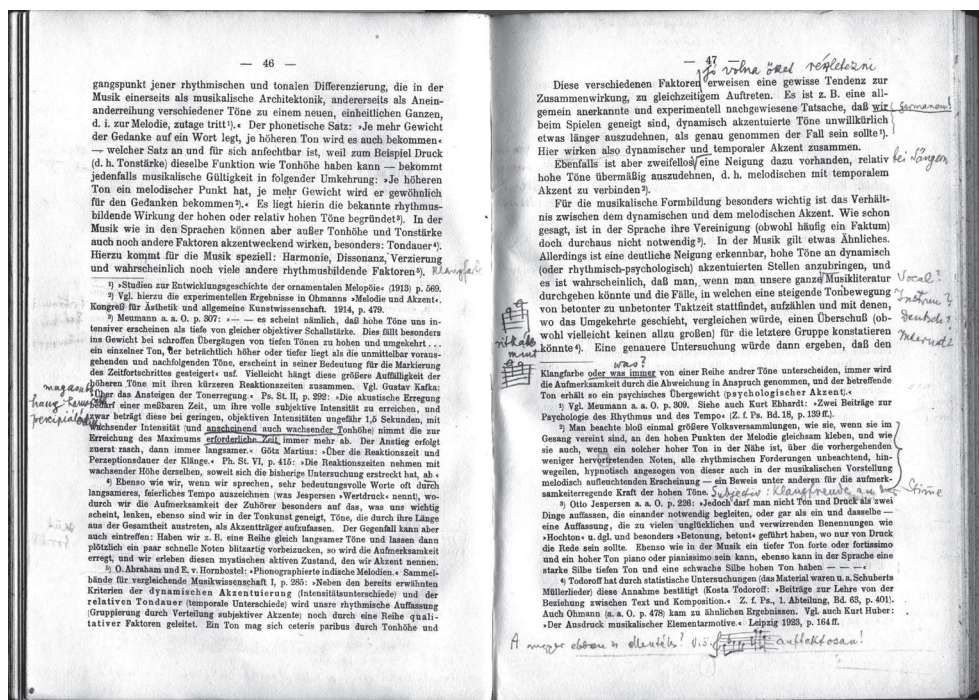 — 46 —
gangspunkt jener rhythmischen und tonalen Differenzierung, die in der
Musik einerseits als musikalische Architektonik, andererseits als Anein-
anderreihung verschiedener Töne zu einem neuen, einheitlichen Ganzen,
d. i. zur Melodie, zutage tritt¹).« Der phonetische Satz: »Je mehr Gewicht
der Gedanke auf ein Wort legt, je höheren Ton wird es auch bekommen«
— welcher Satz an und für sich anfechtbar ist, weil zum Beispiel Druck
(d. h. Tonstärke) dieselbe Funktion wie Tonhöhe haben kann — bekommt
jedenfalls musikalische Gültigkeit in folgender Umkehrung: »Je höheren
Ton ein melodischer Punkt hat, je mehr Gewicht wird er gewöhnlich
für den Gedanken bekommen²).« Es liegt hierin die bekannte rhythmus-
bildende Wirkung der hohen oder relativ hohen Töne begründet³). In der
Musik wie in den Sprachen können aber außer Tonhöhe und Tonstärke
auch noch andere Faktoren akzentweckend wirken, besonders: Tondauer⁴).
Hierzu kommt für die Musik speziell: Harmonie, Dissonanz, Verzierung
und wahrscheinlich noch viele andere rhythmusbildende Faktoren⁵). Klangfarbe
¹) »Studien zur Entwicklungsgeschichte der ornamentalen Melopöie« (1913) p. 569.
²) Vgl. hierzu die experimentellen Ergebnisse in Ohmanns »Melodie und Akzent«.
Kongreß für Ästhetik und allgemeine Kunstwissenschaft. 1914, p. 479.
³) Meumann a. a. O. p. 307: »— — es scheint nämlich, daß hohe Töne uns in-
tensiver erscheinen als tiefe von gleicher objektiver Schallstärke. Dies fällt besonders
ins Gewicht bei schroffen Übergängen von tiefen Tönen zu hohen und umgekehrt ...
ein einzelner Ton, der beträchtlich höher oder tiefer liegt als die unmittelbar voraus-
gehenden und nachfolgenden Töne, erscheint in seiner Bedeutung für die Markierung
des Zeitfortschrittes gesteigert« usf. Vielleicht hängt diese größere Auffälligkeit der
höheren Töne mit ihren kürzeren Reaktionszeiten zusammen. Vgl. Gustav Kafka:
»Über das Ansteigen der Tonerregung.« Ps. St. II, p. 292: »Die akustische Erregung
bedarf einer meßbaren Zeit, um ihre volle subjektive Intensität zu erreichen, und
zwar beträgt diese bei geringen, objektiven Intensitäten ungefähr 1,5 Sekunden, mit
wachsender Intensität (und anscheinend auch wachsender Tonhöhe) nimmt die zur
Erreichung des Maximums erforderliche Zeit immer mehr ab. Der Anstieg erfolgt
zuerst rasch, dann immer langsamer.« Götz Martius: »Über die Reaktionszeit und
Perzeptionsdauer der Klänge.« Ph. St. VI, p. 415: »Die Reaktionszeiten nehmen mit
wachsender Höhe derselben, soweit sich die bisherige Untersuchung erstreckt hat, ab.«
⁴) Ebenso wie wir, wenn wir sprechen, sehr bedeutungsvolle Worte oft durch
langsameres, feierliches Tempo auszeichnen (was Jespersen »Wertdruck« nennt), wo-
durch wir die Aufmerksamkeit der Zuhörer besonders auf das, was uns wichtig
scheint, lenken, ebenso sind wir in der Tonkunst geneigt, Töne, die durch ihre Länge
aus der Gesamtheit austreten, als Akzentträger aufzufassen. Der Gegenfall kann aber
auch eintreffen: Haben wir z. B. eine Reihe gleich langsamer Töne und lassen dann
plötzlich ein paar schnelle Noten blitzartig vorbeizucken, so wird die Aufmerksamkeit
erregt, und wir erleben diesen mystischen aktiven Zustand, den wir Akzent nennen.
⁵) O. Abraham und E. v. Hornbostel: »Phonographierte indische Melodien.« Sammel-
bände für vergleichende Musikwissenschaft I, p. 285: »Neben den bereits erwähnten
Kriterien der dynamischen Akzentuierung (Intensitätsunterschiede) und der
relativen Tondauer (temporale Unterschiede) wird unsre rhythmische Auffassung
(Gruppierung durch Verteilung subjektiver Akzente) noch durch eine Reihe quali-
tativer Faktoren geleitet. Ein Ton mag sich ceteris paribus durch Tonhöhe und
— 47 —
jó volna őket részletezni
Diese verschiedenen Faktoren erweisen eine gewisse Tendenz zur
Zusammenwirkung, zu gleichzeitigem Auftreten. Es ist z. B. eine all-
gemein anerkannte und experimentell nachgewiesene Tatsache, daß wir
beim Spielen geneigt sind, dynamisch akzentuierte Töne unwillkürlich
etwas länger auszudehnen, als genau genommen der Fall sein sollte¹).
Hier wirken also dynamischer und temporaler Akzent zusammen.
Ebenfalls ist aber zweifellos eine Neigung dazu vorhanden, relativ bei Sängern
hohe Töne übermäßig auszudehnen, d. h. melodischen mit temporalem
Akzent zu verbinden²).
Für die musikalische Formbildung besonders wichtig ist das Verhält-
nis zwischen dem dynamischen und dem melodischen Akzent. Wie schon
gesagt, ist in der Sprache ihre Vereinigung (obwohl häufig ein Faktum)
doch durchaus nicht notwendig³). In der Musik gilt etwas Ähnliches.
Allerdings ist eine deutliche Neigung erkennbar, hohe Töne an dynamisch
(oder rhythmisch-psychologisch) akzentuierten Stellen anzubringen, und
es ist wahrscheinlich, daß man, wenn man unsere ganze Musikliteratur
durchgehen könnte und die Fälle, in welchen eine steigende Tonbewegung
von betonter zu unbetonter Taktzeit stattfindet, aufzählen und mit denen,
wo das Umgekehrte geschieht, vergleichen würde, einen Überschuß (ob-
wohl vielleicht keinen allzu großen) für die letztere Gruppe konstatieren
könnte⁴). Eine genauere Untersuchung würde dann ergeben, daß den
Vocal?
Deutsch?
was?
Klangfarbe oder was immer von einer Reihe andrer Töne unterscheiden, immer wird
die Aufmerksamkeit durch die Abweichung in Anspruch genommen, und der betreffende
Ton erhält so ein psychisches Übergewicht (psychologischer Akzent).«
¹) Vgl. Meumann a. a. O. p. 309. Siehe auch Kurt Ebhardt: »Zwei Beiträge zur
Psychologie des Rhythmus und des Tempo« (Z. f. Ps. Bd. 18, p. 139 ff.).
²) Man beachte bloß einmal größere Volksversammlungen, wie sie, wenn sie im
Gesang vereint sind, an den hohen Punkten der Melodie gleichsam kleben, und wie
sie auch, wenn ein solcher hoher Ton in der Nähe ist, über die vorhergehenden
weniger hervortretenden Noten, alle rhythmischen Forderungen unbeachtend, hin-
wegeilen, hypnotisch angezogen von dieser auch in der musikalischen Vorstellung
melodisch aufleuchtenden Erscheinung — ein Beweis unter anderen für die aufmerk-
samkeiterregende Kraft der hohen Töne. Subjectiv: Klangfreude an der Stimme
³) Otto Jespersen a. a. O. p. 226: »Jedoch darf man nicht Ton und Druck als zwei
Dinge auffassen, die einander notwendig begleiten, oder gar als ein und dasselbe —
eine Auffassung, die zu vielen unglücklichen und verwirrenden Benennungen wie
»Hochton« u. dgl. und besonders »Betonung, betont« geführt haben, wo nur von Druck
die Rede sein sollte. Ebenso wie in der Musik ein tiefer Ton forte oder fortissimo
und ein hoher Ton piano oder pianissimo sein kann, ebenso kann in der Sprache eine
starke Silbe tiefen Ton und eine schwache Silbe hohen Ton haben — — — —«
⁴) Todoroff hat durch statistische Untersuchungen (das Material waren u. a. Schuberts
Müllerlieder) diese Annahme bestätigt (Kosta Todoroff: »Beiträge zur Lehre von der
Beziehung zwischen Text und Komposition.« Z. f. Ps., 1. Abteilung, Bd. 63, p. 401).
Auch Ohmann (a. a. O. p. 478) kam zu ähnlichen Ergebnissen. Vgl. auch Kurt Huber:
»Der Ausdruck musikalischer Elementarmotive.« Leipzig 1923, p. 164 ff.